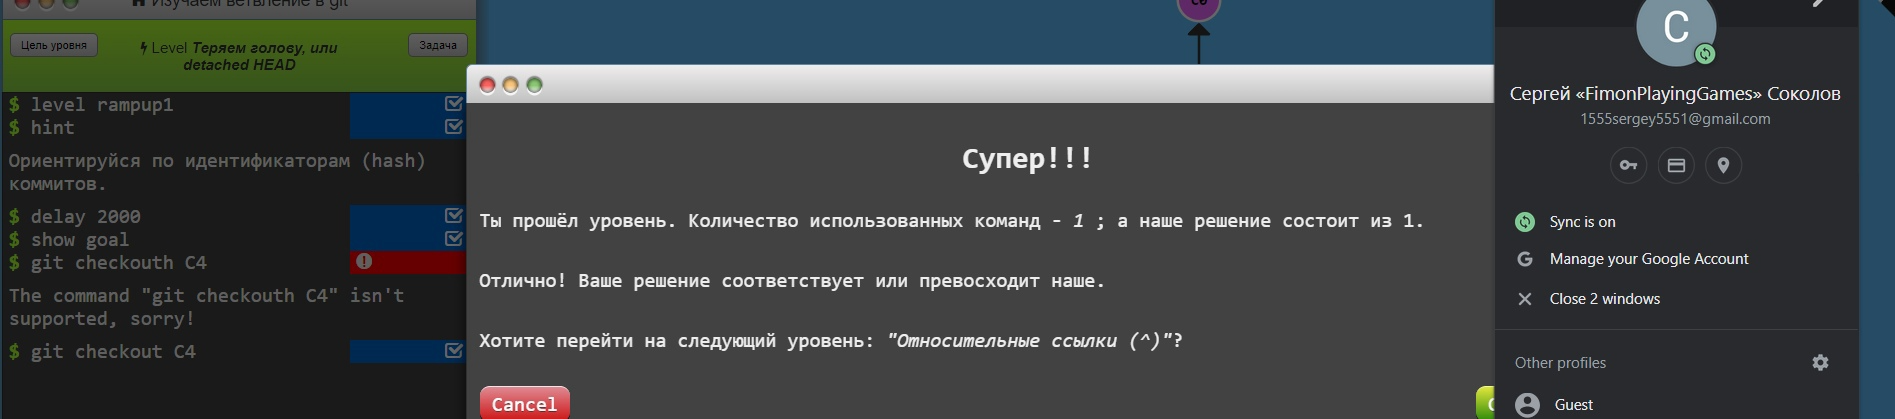 Изучаем ветвление в git
Цель уровня
Level Теряем голову, или
detached HEAD
Задача
$ level rampup1
$ hint
Ориентируйся по идентификаторам (hash)
коммитов.
$ delay 2000
$ show goal
$ git checkouth C4
The command "git checkouth C4" isn't
supported, sorry!
$ git checkout C4
C0
Супер!!!
Ты прошёл уровень. Количество использованных команд - 1 ; а наше решение состоит из 1.
Отлично! Ваше решение соответствует или превосходит наше.
Хотите перейти на следующий уровень: "Относительные ссылки (^)"?
Cancel
C
Сергей «FimonPlayingGames» Соколов
1555sergey5551@gmail.com
Sync is on
G Manage your Google Account
Close 2 windows
Other profiles
Guest